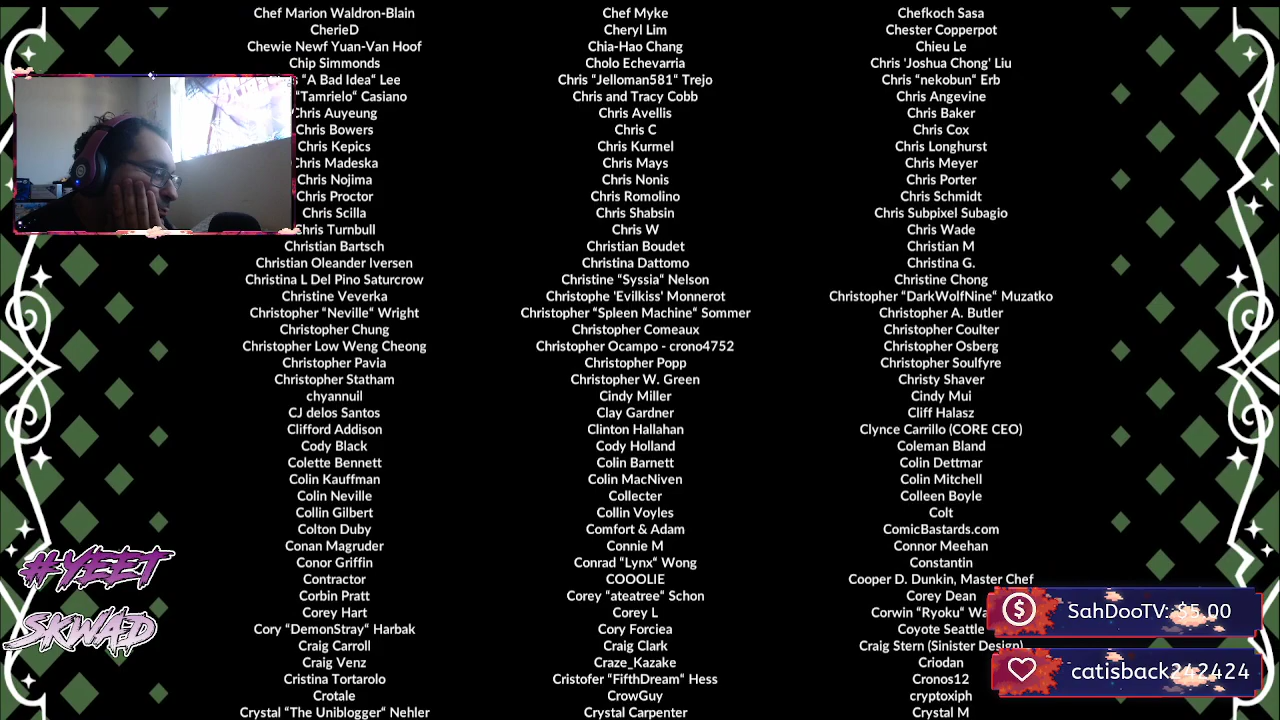 Chef Marion Waldron-Blain Chef Myke Chefkoch Sasa
CherieD Cheryl Lim Chester Copperpot
Chewie Newf Yuan-Van Hoof Chia-Hao Chang Chieu Le
Chip Simmonds Cholo Echevarria Chris 'Joshua Chong' Liu
"A Bad Idea“ Lee Chris “Jelloman581“ Trejo Chris “nekobun“ Erb
“Tamrielo“ Casiano Chris and Tracy Cobb Chris Angevine
Chris Auyeung Chris Avellis Chris Baker
Chris Bowers Chris C Chris Cox
Chris Kepics Chris Kurmel Chris Longhurst
Chris Madeska Chris Mays Chris Meyer
Chris Nojima Chris Nonis Chris Porter
Chris Proctor Chris Romolino Chris Schmidt
Chris Scilla Chris Shabsin Chris Subpixel Subagio
Chris Turnbull Chris W Chris Wade
Christian Bartsch Christian Boudet Christian M
Christian Oleander Iversen Christina Dattomo Christina G.
Christina L Del Pino Saturcrow Christine “Syssia“ Nelson Christine Chong
Christine Veverka Christophe 'Evilkiss' Monnerot Christopher “DarkWolfNine“ Muzatko
Christopher “Neville“ Wright Christopher “Spleen Machine“ Sommer Christopher A. Butler
Christopher Chung Christopher Comeaux Christopher Coulter
Christopher Low Weng Cheong Christopher Ocampo - crono4752 Christopher Osberg
Christopher Pavia Christopher Popp Christopher Soulfyre
Christopher Statham Christopher W. Green Christy Shaver
chyannuil Cindy Miller Cindy Mui
CJ delos Santos Clay Gardner Cliff Halasz
Clifford Addison Clinton Hallahan Clynce Carrillo (CORE CEO)
Cody Black Cody Holland Coleman Bland
Colette Bennett Colin Barnett Colin Dettmar
Colin Kauffman Colin MacNiven Colin Mitchell
Colin Neville Collecter Colleen Boyle
Collin Gilbert Collin Voyles Colt
Colton Duby Comfort & Adam ComicBastards.com
Conan Magruder Connie M Connor Meehan
Conor Griffin Conrad “Lynx“ Wong Constantin
Contractor COOOLIE Cooper D. Dunkin, Master Chef
Corbin Pratt Corey “ateatree“ Schon Corey Dean
Corey Hart Corey L Corwin “Ryoku“ Wa
Cory “DemonStray“ Harbak Cory Forciea Coyote Seattle
Craig Carroll Craig Clark Craig Stern (Sinister Design)
Craig Venz Craze_Kazake Criodan
Cristina Tortarolo Cristofer “FifthDream“ Hess Cronos12
Crotale CrowGuy cryptoxiph
Crystal “The Uniblogger“ Nehler Crystal Carpenter Crystal M
#YEET
SKWAD
SahDooTV: $5.00
catisback242424